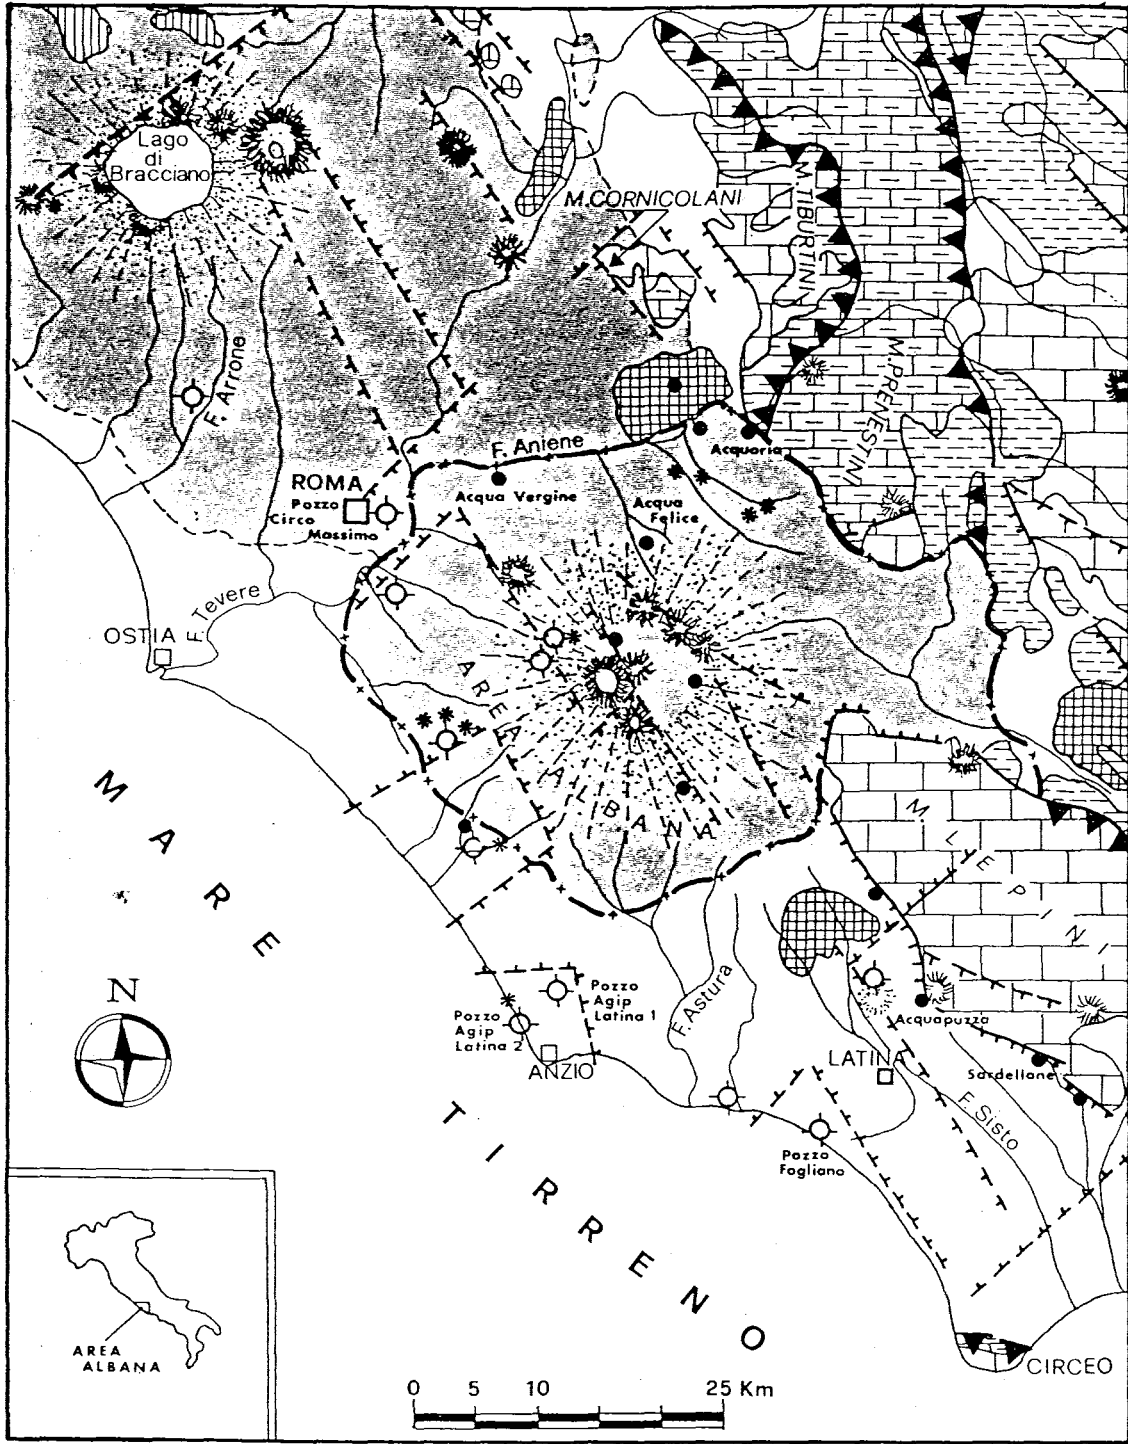 Lago
di
Bracciano
M.CORNICOLANI
M. TIBURTINI
M. PRENESTINI
F. Arrone
F. Aniene
Acquoria
ROMA
Pozzo
Circo
Massimo
Acqua Vergine
Acqua
Felice
F. Tevere
OSTIA
AREA
ALBANA
M. LEPINI
MARE
N
Pozzo
Agip
Latina 1
Pozzo
Agip
Latina 2
ANZIO
F. Astura
LATINA
Acquapuzza
Sardellane
F. Sisto
Pozzo
Fogliano
TIRRENO
CIRCEO
AREA
ALBANA
0 5 10 25 Km